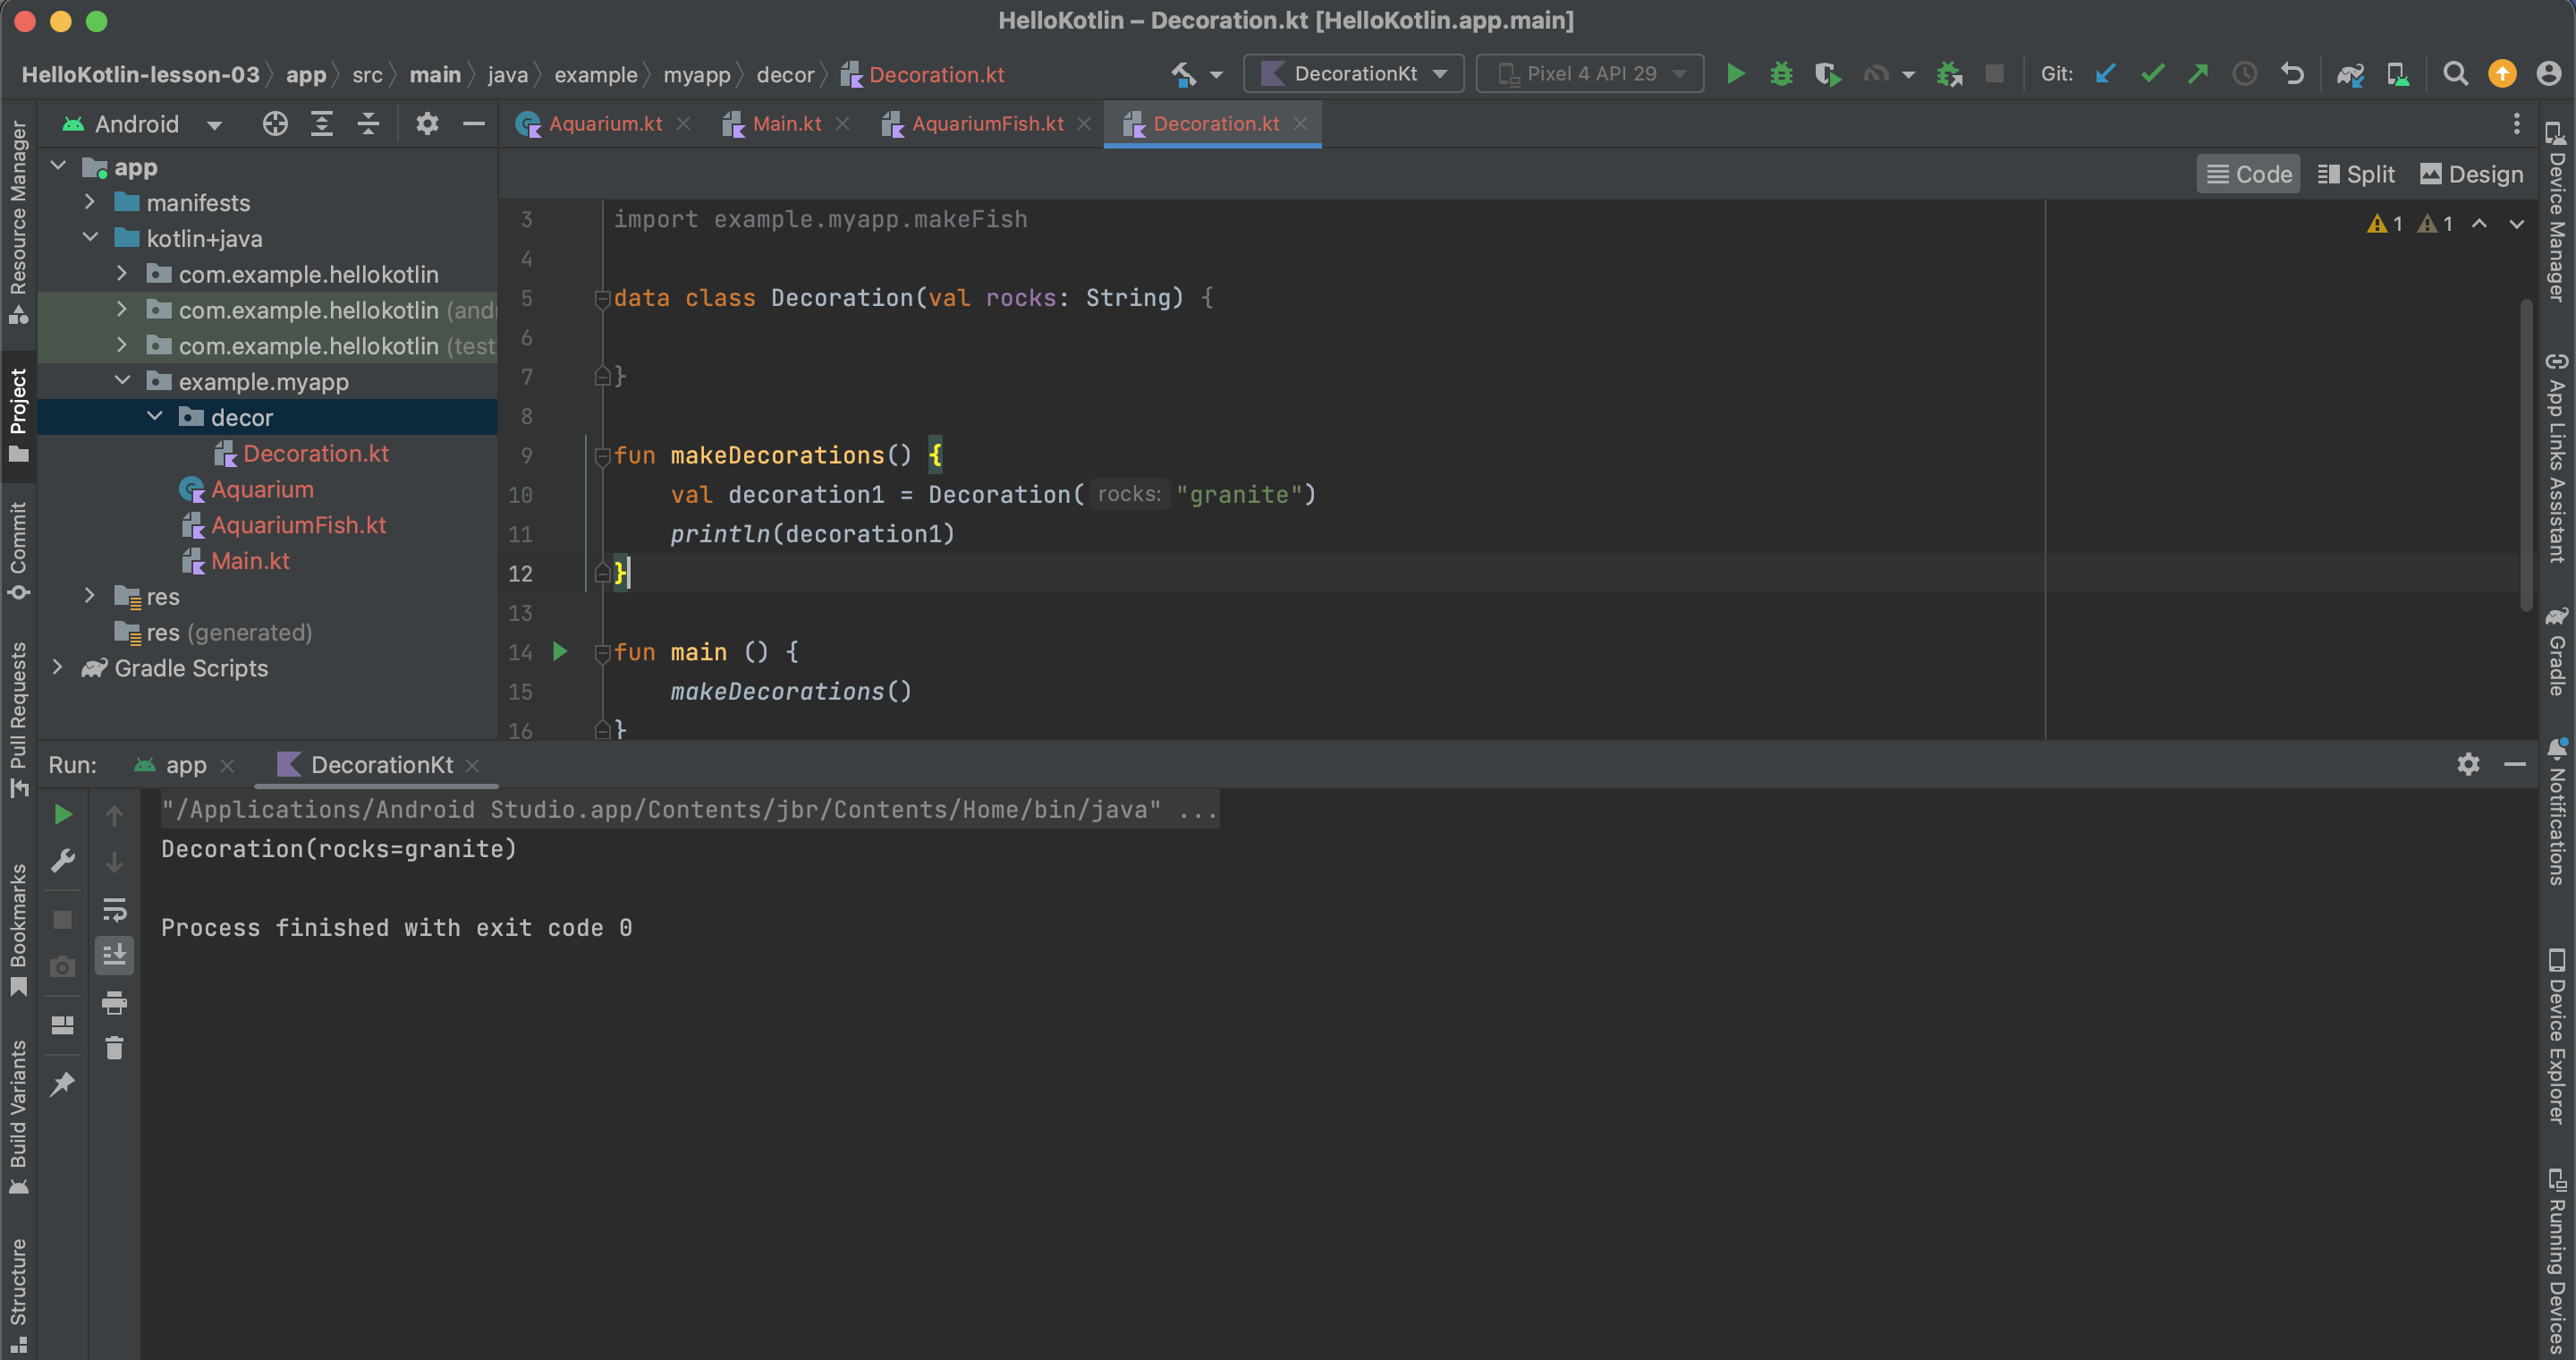 HelloKotlin – Decoration.kt [HelloKotlin.app.main]
HelloKotlin-lesson-03 app src main java example myapp decor Decoration.kt DecorationKt Pixel 4 API 29 Git:
Android Aquarium.kt Main.kt AquariumFish.kt Decoration.kt
Code Split Design
app
manifests
kotlin+java
com.example.hellokotlin
com.example.hellokotlin (and
com.example.hellokotlin (test
example.myapp
decor
Decoration.kt
Aquarium
AquariumFish.kt
Main.kt
res
res (generated)
Gradle Scripts
1 1
3 import example.myapp.makeFish
4
5 data class Decoration(val rocks: String) {
6
7 }
8
9 fun makeDecorations() {
10 val decoration1 = Decoration( rocks: "granite")
11 println(decoration1)
12 }
13
14 fun main () {
15 makeDecorations()
16 }
Run: app DecorationKt
"/Applications/Android Studio.app/Contents/jbr/Contents/Home/bin/java" ...
Decoration(rocks=granite)
Process finished with exit code 0
Resource Manager
Project
Commit
Pull Requests
Bookmarks
Build Variants
Structure
Device Manager
App Links Assistant
Gradle
Notifications
Device Explorer
Running Devices